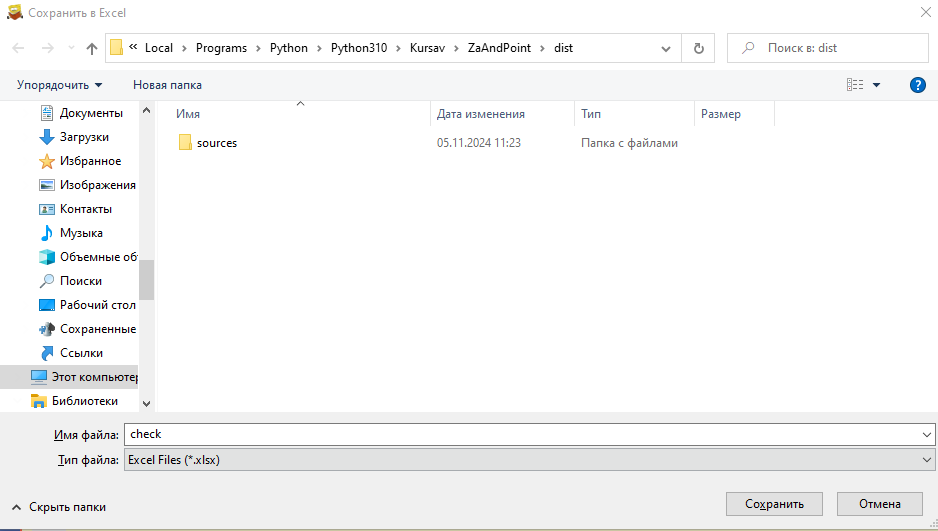 Сохранить в Excel
« Local › Programs › Python › Python310 › Kursav › ZaAndPoint › dist
Поиск в: dist
Упорядочить
Новая папка
?
Документы
Загрузки
Избранное
Изображения
Контакты
Музыка
Объемные об
Поиски
Рабочий стол
Сохраненные
Ссылки
Этот компьютер
Библиотеки
Имя Дата изменения Тип Размер
sources 05.11.2024 11:23 Папка с файлами
Имя файла: check
Тип файла: Excel Files (*.xlsx)
Скрыть папки
Сохранить
Отмена